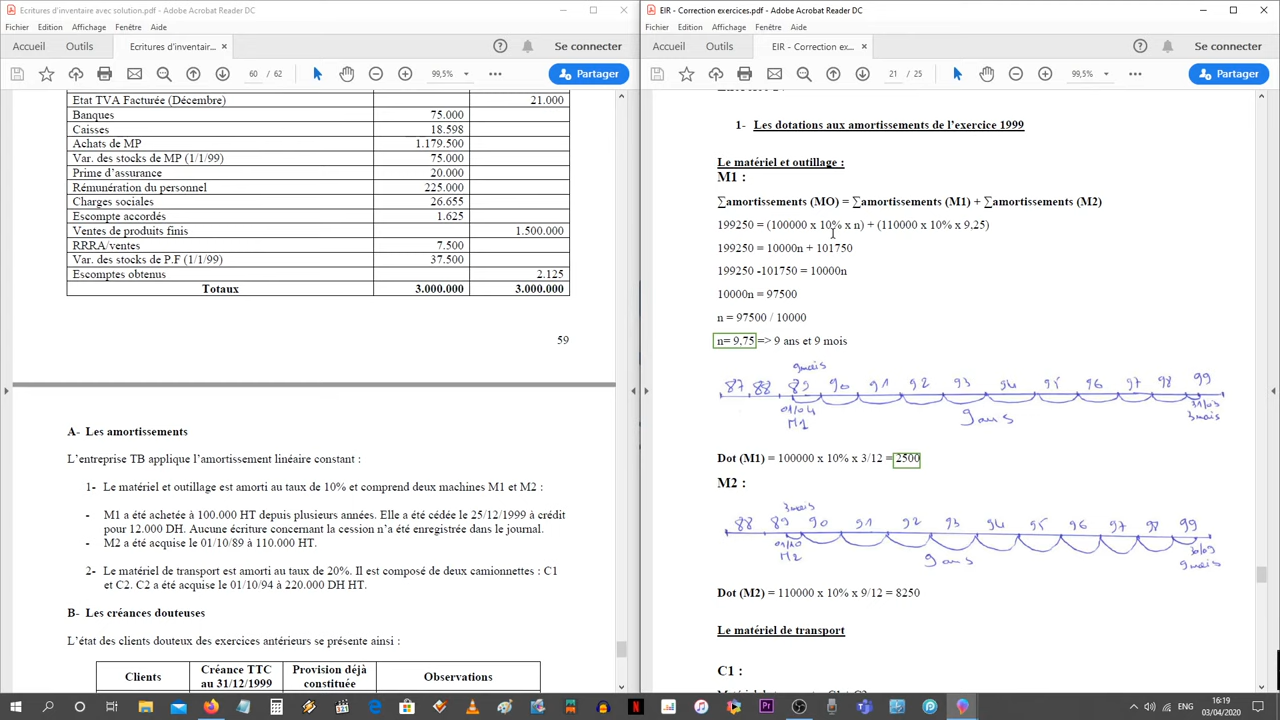 Ecritures d'inventaire avec solution.pdf - Adobe Acrobat Reader DC
Fichier Edition Affichage Fenêtre Aide
Accueil Outils Ecritures d'inventaire... × Se connecter
60 / 62 99,5% Partager
Etat TVA Facturée (Décembre) 21.000
Banques 75.000
Caisses 18.598
Achats de MP 1.179.500
Var. des stocks de MP (1/1/99) 75.000
Prime d'assurance 20.000
Rémunération du personnel 225.000
Charges sociales 26.655
Escompte accordés 1.625
Ventes de produits finis 1.500.000
RRRA/ventes 7.500
Var. des stocks de P.F (1/1/99) 37.500
Escomptes obtenus 2.125
Totaux 3.000.000 3.000.000
59
A- Les amortissements
L'entreprise TB applique l'amortissement linéaire constant :
1- Le matériel et outillage est amorti au taux de 10% et comprend deux machines M1 et M2 :
- M1 a été achetée à 100.000 HT depuis plusieurs années. Elle a été cédée le 25/12/1999 à crédit
pour 12.000 DH. Aucune écriture concernant la cession n'a été enregistrée dans le journal.
- M2 a été acquise le 01/10/89 à 110.000 HT.
2- Le matériel de transport est amorti au taux de 20%. Il est composé de deux camionnettes : C1
et C2. C2 a été acquise le 01/10/94 à 220.000 DH HT.
B- Les créances douteuses
L'état des clients douteux des exercices antérieurs se présente ainsi :
Clients Créance TTC au 31/12/1999 Provision déjà constituée Observations
EIR - Correction exercices.pdf - Adobe Acrobat Reader DC
Fichier Edition Affichage Fenêtre Aide
Accueil Outils EIR - Correction ex... × Se connecter
21 / 25 99,5% Partager
1- Les dotations aux amortissements de l'exercice 1999
Le matériel et outillage :
M1 :
∑amortissements (MO) = ∑amortissements (M1) + ∑amortissements (M2)
199250 = (100000 x 10% x n) + (110000 x 10% x 9,25)
199250 = 10000n + 101750
199250 -101750 = 10000n
10000n = 97500
n = 97500 / 10000
n= 9,75 => 9 ans et 9 mois
9 mois
87 88 89 90 91 92 93 94 95 96 97 98 99
01/04 31/03
M1 9 ans 3 mois
Dot (M1) = 100000 x 10% x 3/12 = 2500
M2 :
3 mois
88 89 90 91 92 93 94 95 96 97 98 99
01/10 30/09
M2 9 ans 9 mois
Dot (M2) = 110000 x 10% x 9/12 = 8250
Le matériel de transport
C1 :
ENG 16:19
03/04/2020